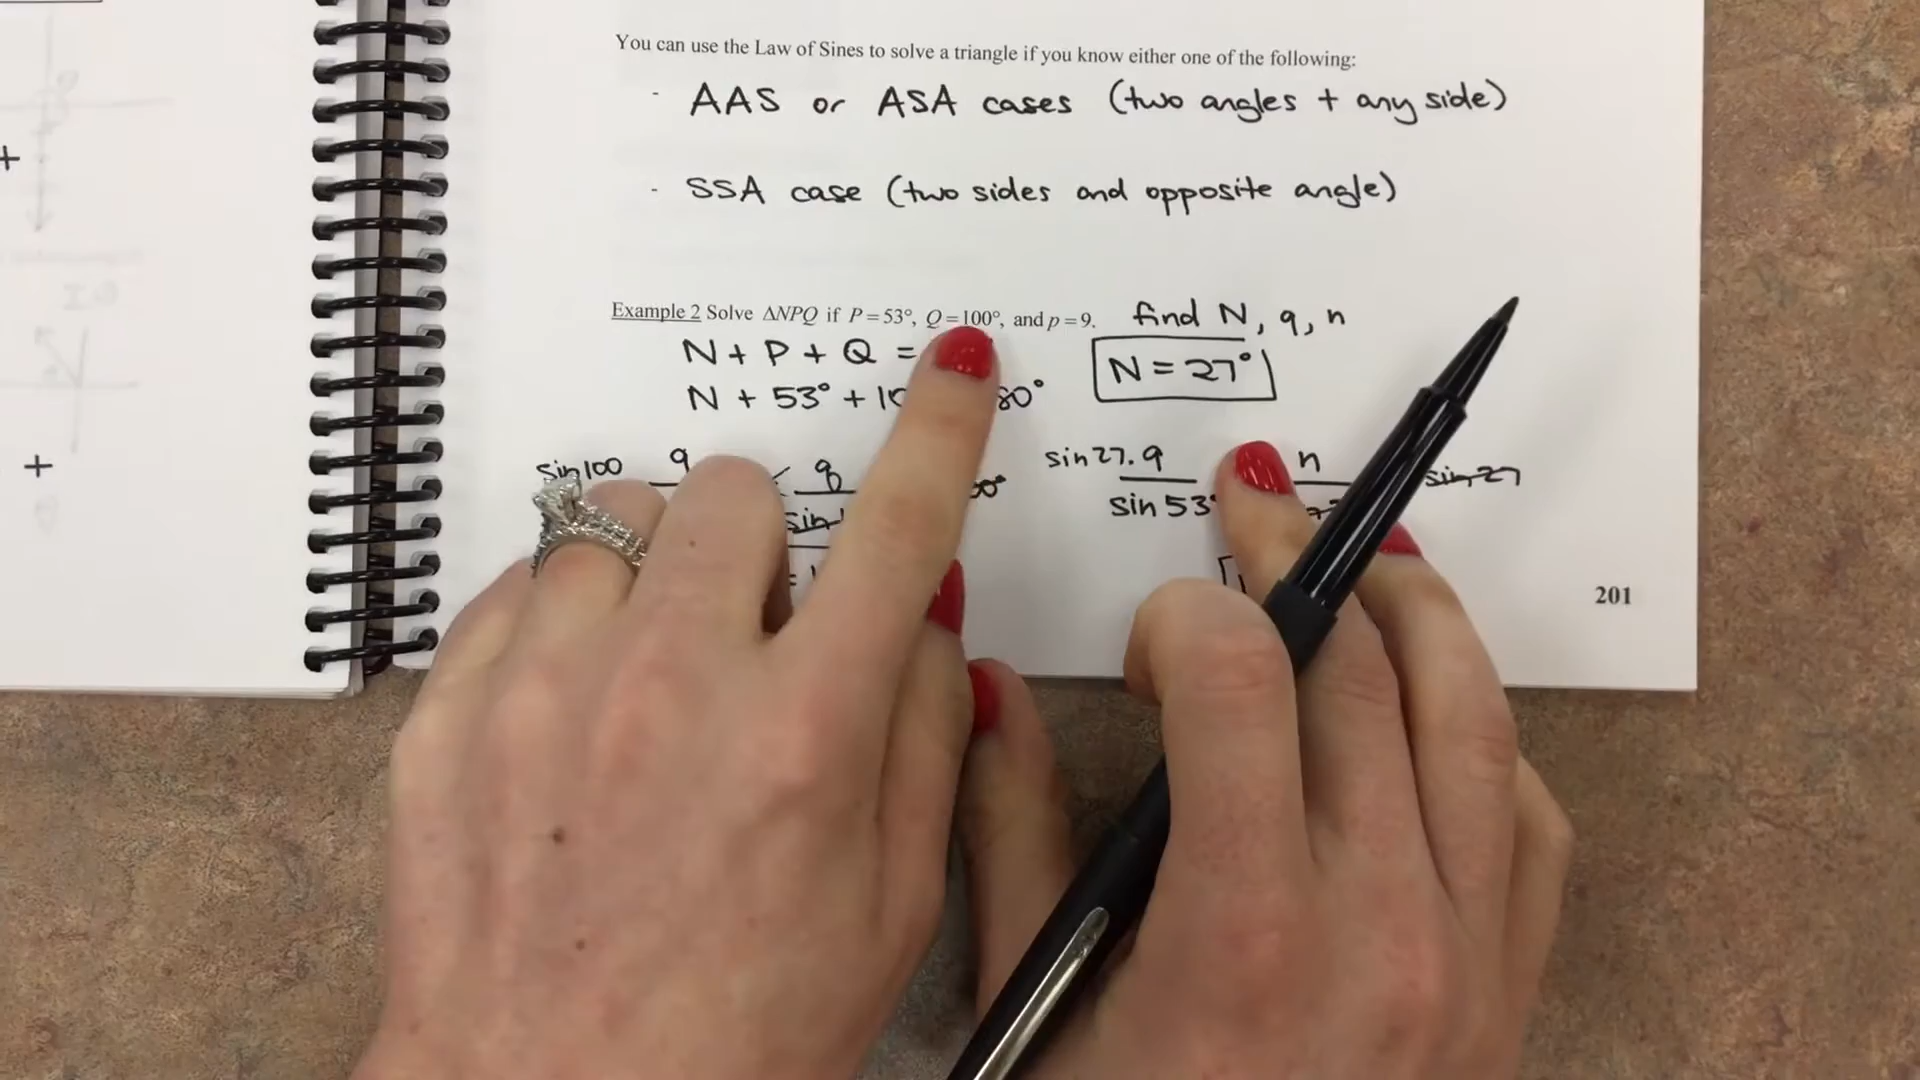 You can use the Law of Sines to solve a triangle if you know either one of the following:
- AAS or ASA cases (two angles + any side)
- SSA case (two sides and opposite angle)
Example 2 Solve ΔNPQ if P = 53°, Q = 100°, and p = 9. find N, q, n
N + P + Q = N = 27°
N + 53° + 80°
sin100 9 q sin27. 9 n sin27
sin 53°
201
+
+